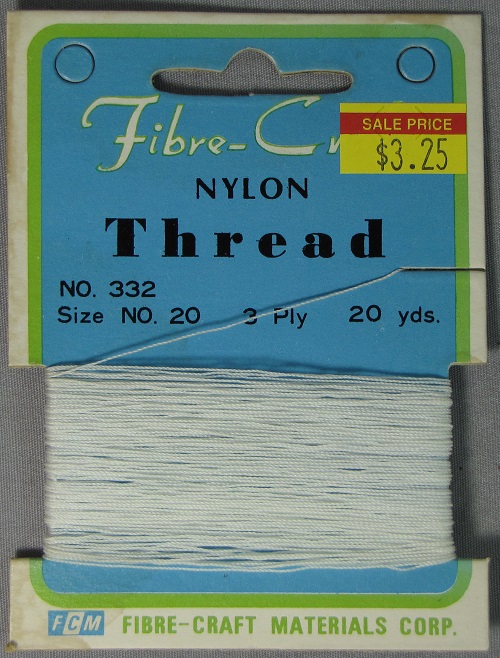 Fibre-Cr
SALE PRICE
$3.25
NYLON
Thread
NO. 332
Size NO. 20 3 Ply 20 yds.
FCM FIBRE-CRAFT MATERIALS CORP.